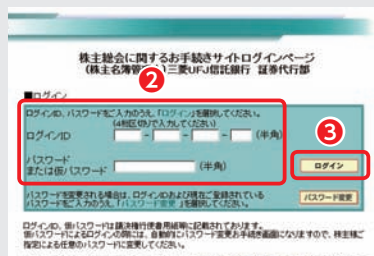 株主総会に関するお手続きサイトログインページ
(株主名簿管理人)三菱UFJ信託銀行 証券代行部
■ログイン
2
3
ログインID、パスワードをご入力のうえ、「ログイン」を選択してください。
(4桁区切りで入力してください)
ログインID - - - (半角)
パスワード
または仮パスワード (半角)
ログイン
パスワードを変更される場合は、ログインIDおよび現在ご登録されている
パスワードをご入力のうえ、「パスワード変更」を選択してください。
パスワード変更
ログインID、仮パスワードは議決権行使書用紙等に記載されております。
仮パスワードによるログインの際には、自動的にパスワード変更お手続き画面になりますので、株主様ご
指定による任意のパスワードに変更してください。